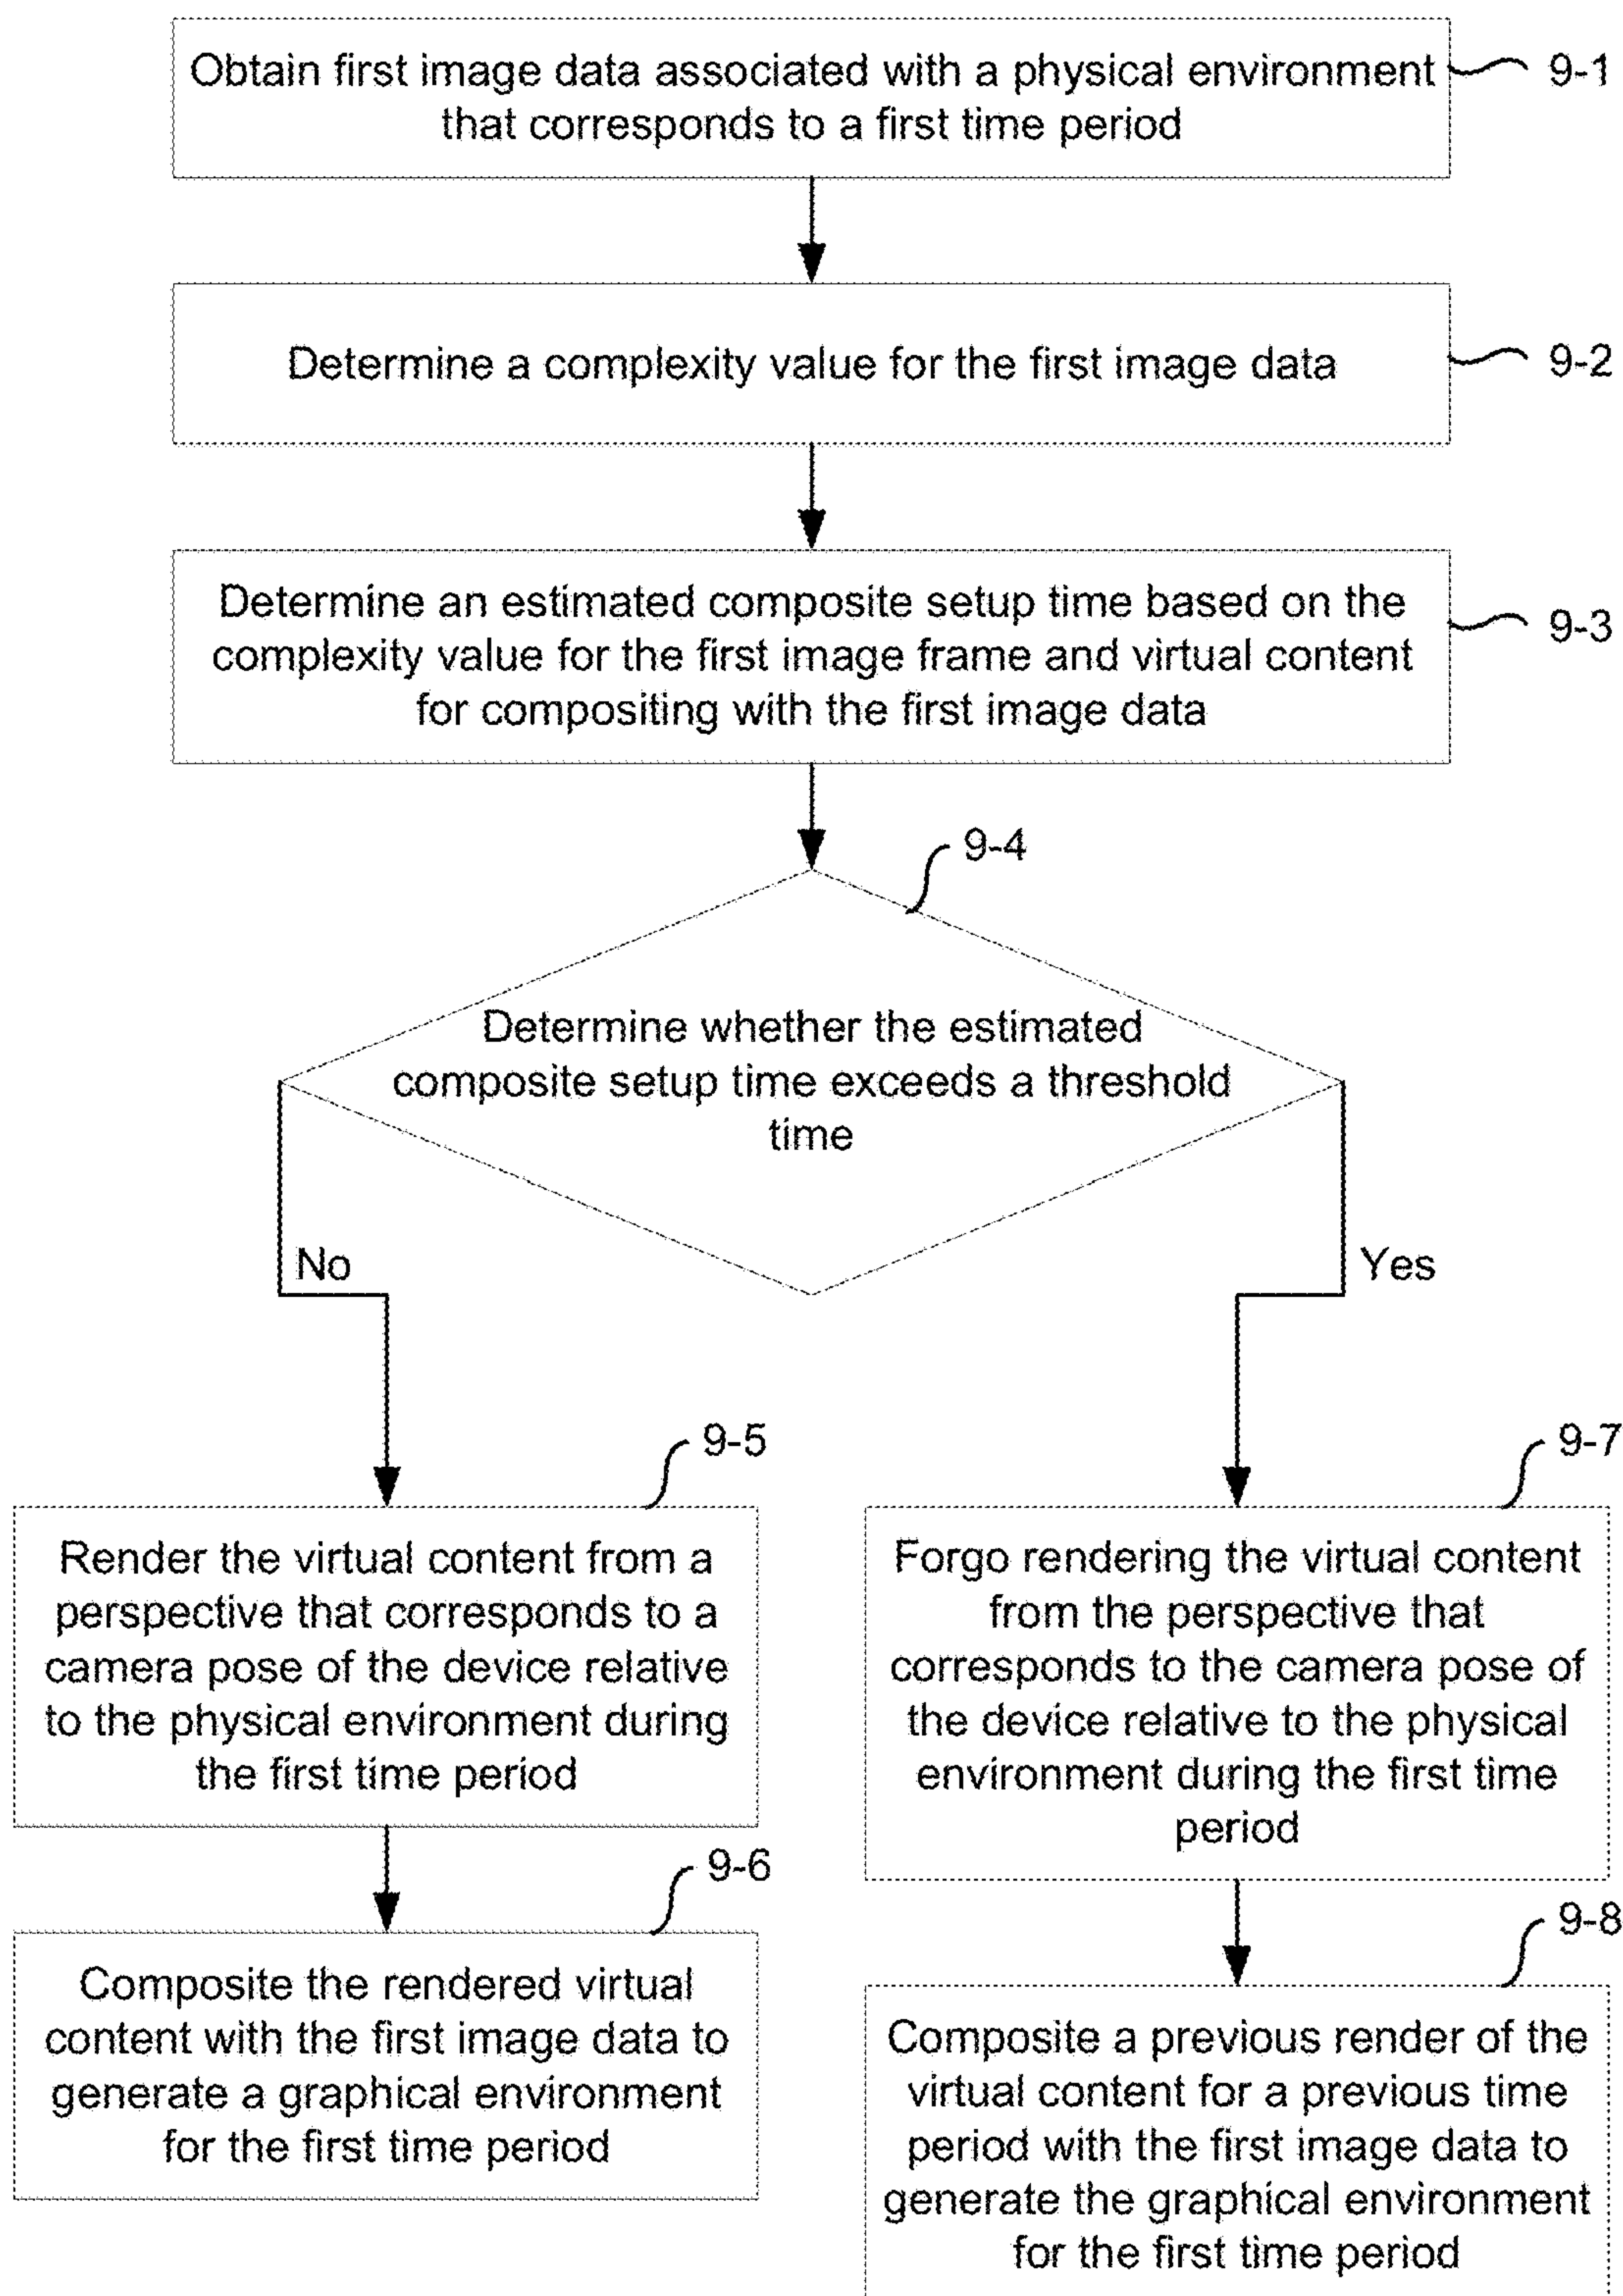 Obtain first image data associated with a physical environment
that corresponds to a first time period
9-1
Determine a complexity value for the first image data
9-2
Determine an estimated composite setup time based on the
complexity value for the first image frame and virtual content
for compositing with the first image data
9-3
9-4
Determine whether the estimated
composite setup time exceeds a threshold
time
No
Yes
9-5
Render the virtual content from a
perspective that corresponds to a
camera pose of the device relative
to the physical environment during
the first time period
9-6
Composite the rendered virtual
content with the first image data to
generate a graphical environment
for the first time period
9-7
Forgo rendering the virtual content
from the perspective that
corresponds to the camera pose of
the device relative to the physical
environment during the first time
period
9-8
Composite a previous render of the
virtual content for a previous time
period with the first image data to
generate the graphical environment
for the first time period